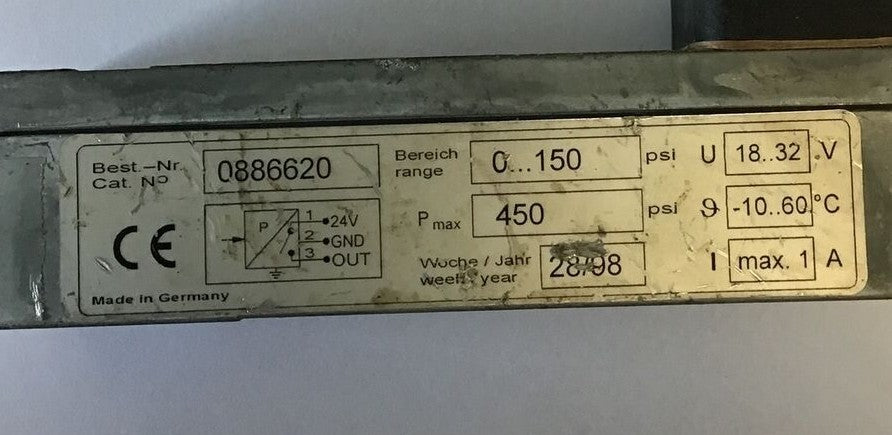 Best.-Nr. 0886620 Bereich 0...150 psi U 18..32 V
Cat. No range
P 1 24V P max 450 psi ϑ -10..60 °C
2 GND
3 OUT
CE Woche / Jahr 28/98 I max. 1 A
week / year
Made in Germany